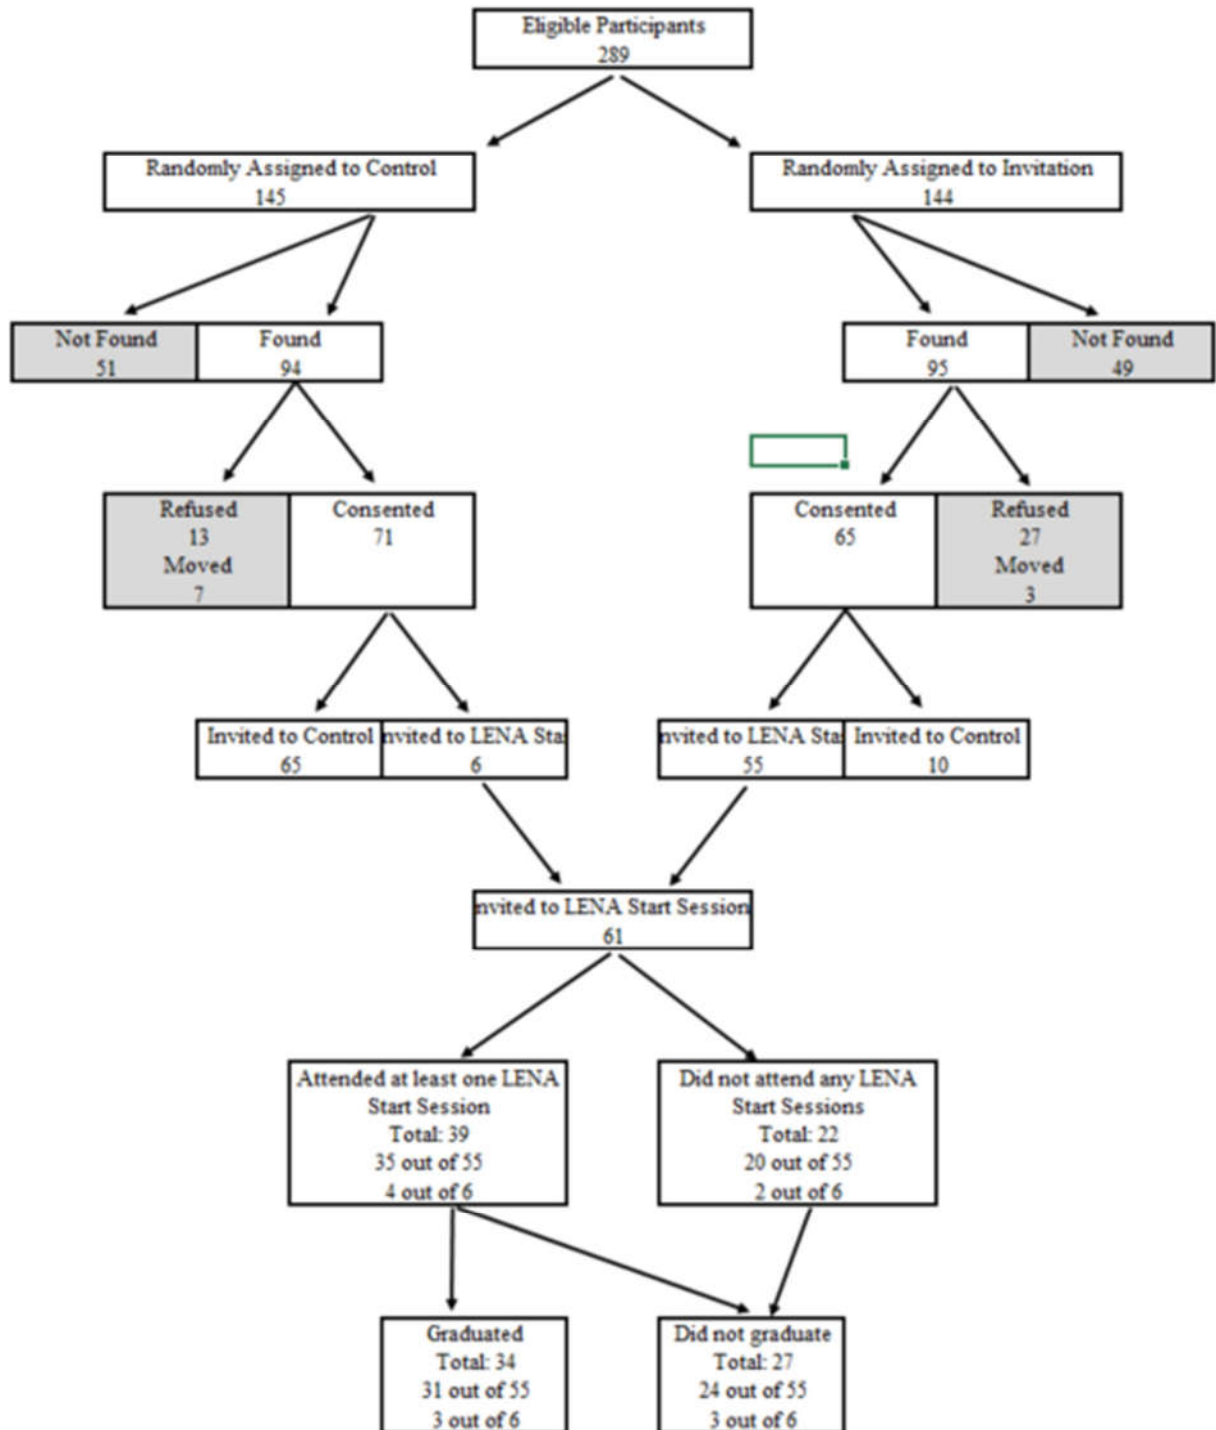 Eligible Participants
289
Randomly Assigned to Control
145
Randomly Assigned to Invitation
144
Not Found
51
Found
94
Found
95
Not Found
49
Refused
13
Moved
7
Consented
71
Consented
65
Refused
27
Moved
3
Invited to Control
65
nvited to LENA Sta
6
nvited to LENA Sta
55
Invited to Control
10
nvited to LENA Start Session
61
Attended at least one LENA
Start Session
Total: 39
35 out of 55
4 out of 6
Did not attend any LENA
Start Sessions
Total: 22
20 out of 55
2 out of 6
Graduated
Total: 34
31 out of 55
3 out of 6
Did not graduate
Total: 27
24 out of 55
3 out of 6